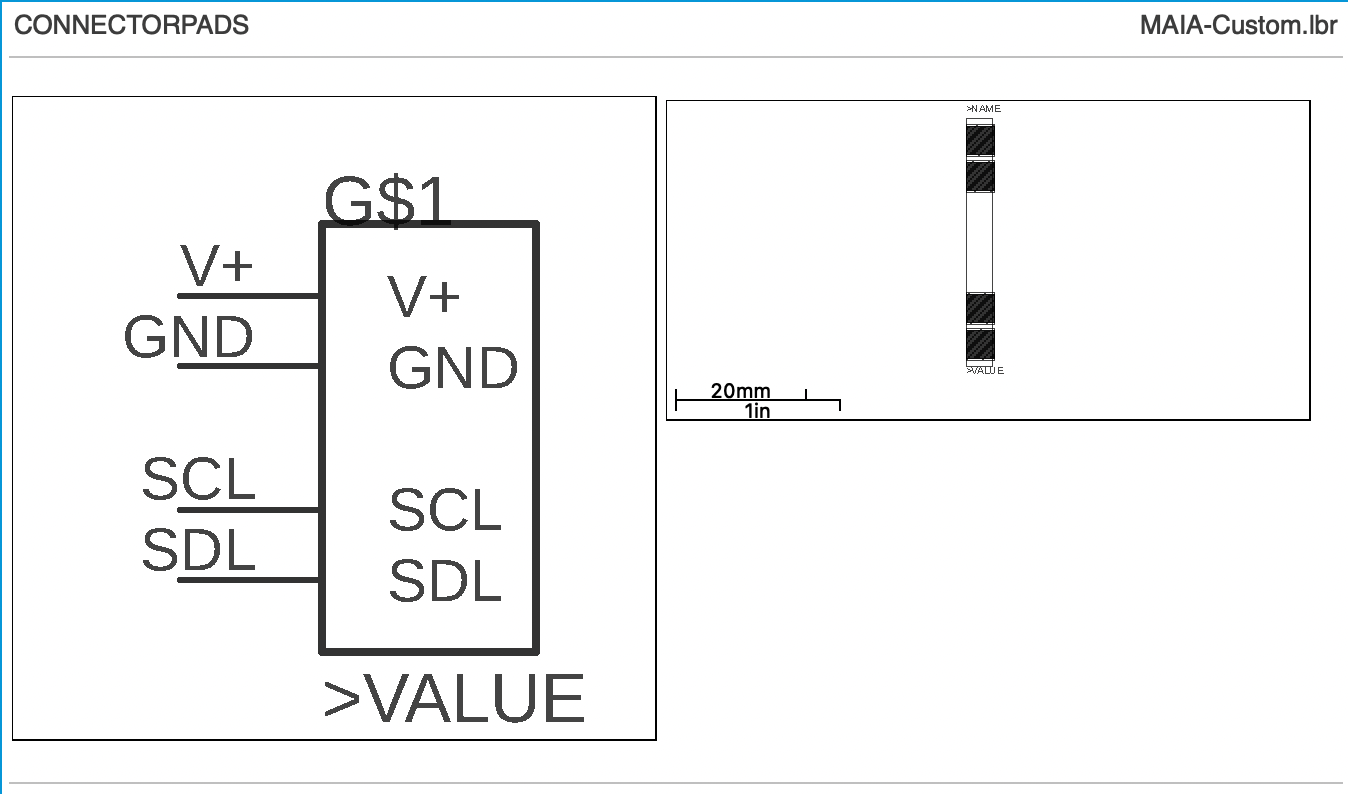 CONNECTORPADS
MAIA-Custom.lbr
G$1
V+
V+
GND
GND
SCL
SCL
SDL
SDL
>VALUE
>NAME
>VALUE
20mm
1in